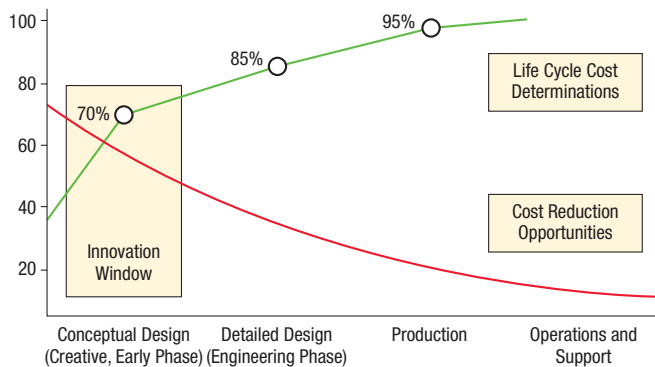 100
80
60
40
20
70%
85%
95%
Innovation
Window
Life Cycle Cost
Determinations
Cost Reduction
Opportunities
Conceptual Design
(Creative, Early Phase)
Detailed Design
(Engineering Phase)
Production
Operations and
Support